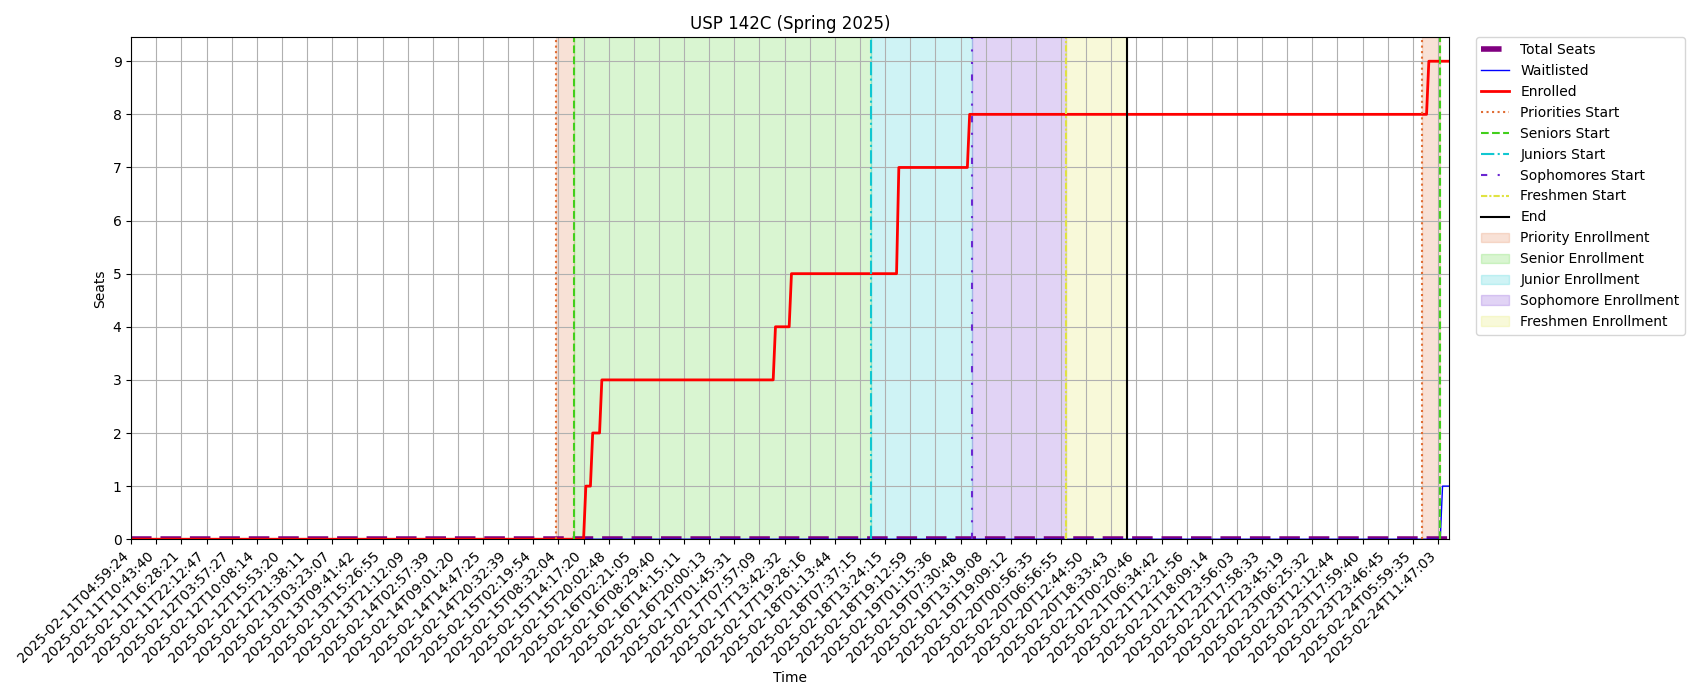 USP 142C (Spring 2025)
Seats
9
8
7
6
5
4
3
2
1
0
2025-02-11T04:59:24
2025-02-11T10:43:40
2025-02-11T16:28:21
2025-02-11T22:12:47
2025-02-12T03:57:27
2025-02-12T10:08:14
2025-02-12T15:53:20
2025-02-12T21:38:11
2025-02-13T03:23:07
2025-02-13T09:41:42
2025-02-13T15:26:55
2025-02-13T21:12:09
2025-02-14T02:57:39
2025-02-14T09:01:20
2025-02-14T14:47:25
2025-02-14T20:32:39
2025-02-15T02:19:54
2025-02-15T08:32:04
2025-02-15T14:17:20
2025-02-15T20:02:48
2025-02-16T02:21:05
2025-02-16T08:29:40
2025-02-16T14:15:11
2025-02-16T20:00:13
2025-02-17T01:45:31
2025-02-17T07:57:09
2025-02-17T13:42:32
2025-02-17T19:28:16
2025-02-18T01:13:44
2025-02-18T07:37:15
2025-02-18T13:24:15
2025-02-18T19:12:59
2025-02-19T01:15:36
2025-02-19T07:30:48
2025-02-19T13:19:08
2025-02-19T19:09:12
2025-02-20T00:56:35
2025-02-20T06:56:55
2025-02-20T12:44:50
2025-02-20T18:33:43
2025-02-21T00:20:46
2025-02-21T06:34:42
2025-02-21T12:21:56
2025-02-21T18:09:14
2025-02-21T23:56:03
2025-02-22T17:58:33
2025-02-22T23:45:19
2025-02-23T06:25:32
2025-02-23T12:12:44
2025-02-23T17:59:40
2025-02-23T23:46:45
2025-02-24T05:59:35
2025-02-24T11:47:03
Time
Total Seats
Waitlisted
Enrolled
Priorities Start
Seniors Start
Juniors Start
Sophomores Start
Freshmen Start
End
Priority Enrollment
Senior Enrollment
Junior Enrollment
Sophomore Enrollment
Freshmen Enrollment